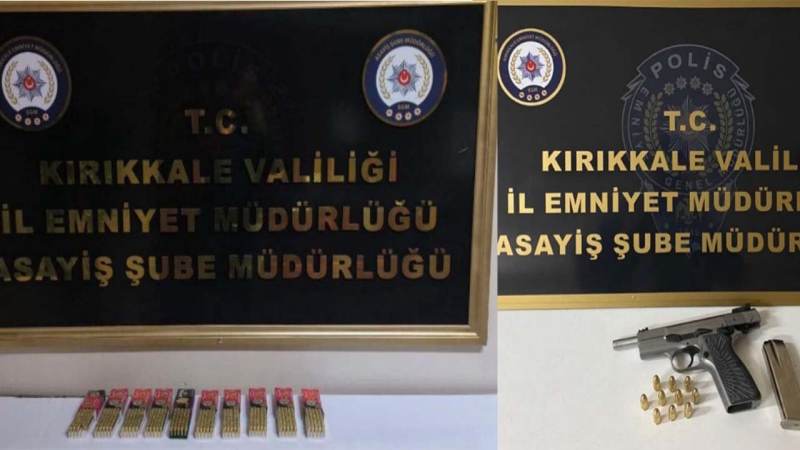 T.C.
KIRIKKALE VALİLİĞİ
İL EMNİYET MÜDÜRLÜĞÜ
ASAYİŞ ŞUBE MÜDÜRLÜĞÜ
POLİS
T.C.
KIRIKKALE VALİL
İL EMNİYET MÜDÜR
ASAYİŞ ŞUBE MÜDÜR
GENEL